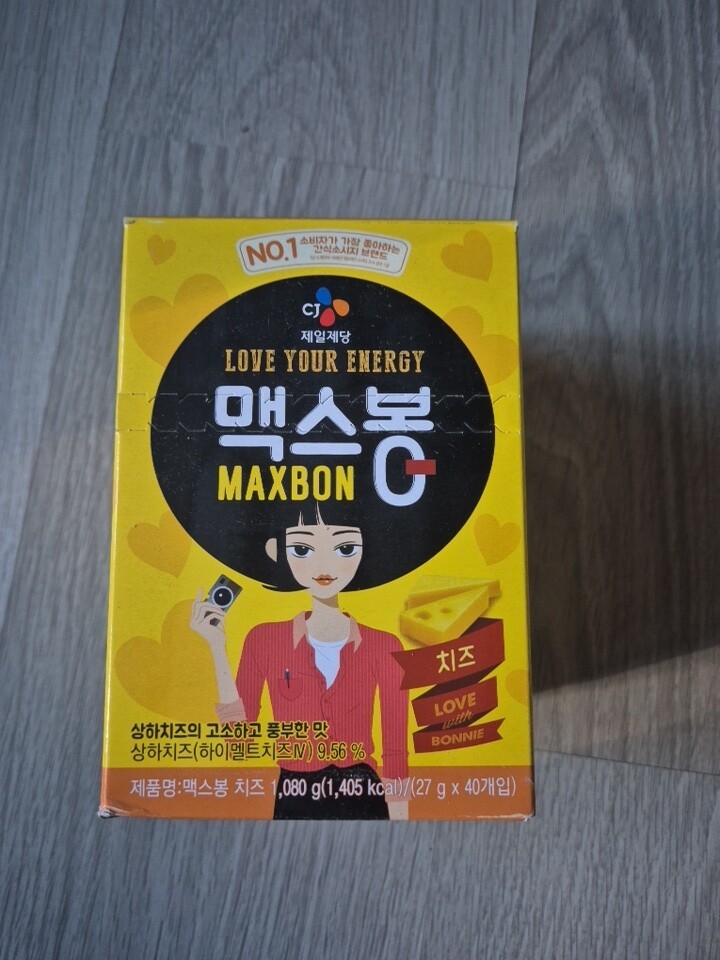 NO.1 소비자가 가장 좋아하는
간식소시지 브랜드
CJ
제일제당
LOVE YOUR ENERGY
맥스봉
MAXBON
치즈
LOVE
with
BONNIE
상하치즈의 고소하고 풍부한 맛
상하치즈(하이멜트치즈Ⅳ) 9.56 %
제품명:맥스봉 치즈 1,080 g(1,405 kcal)/(27 g x 40개입)